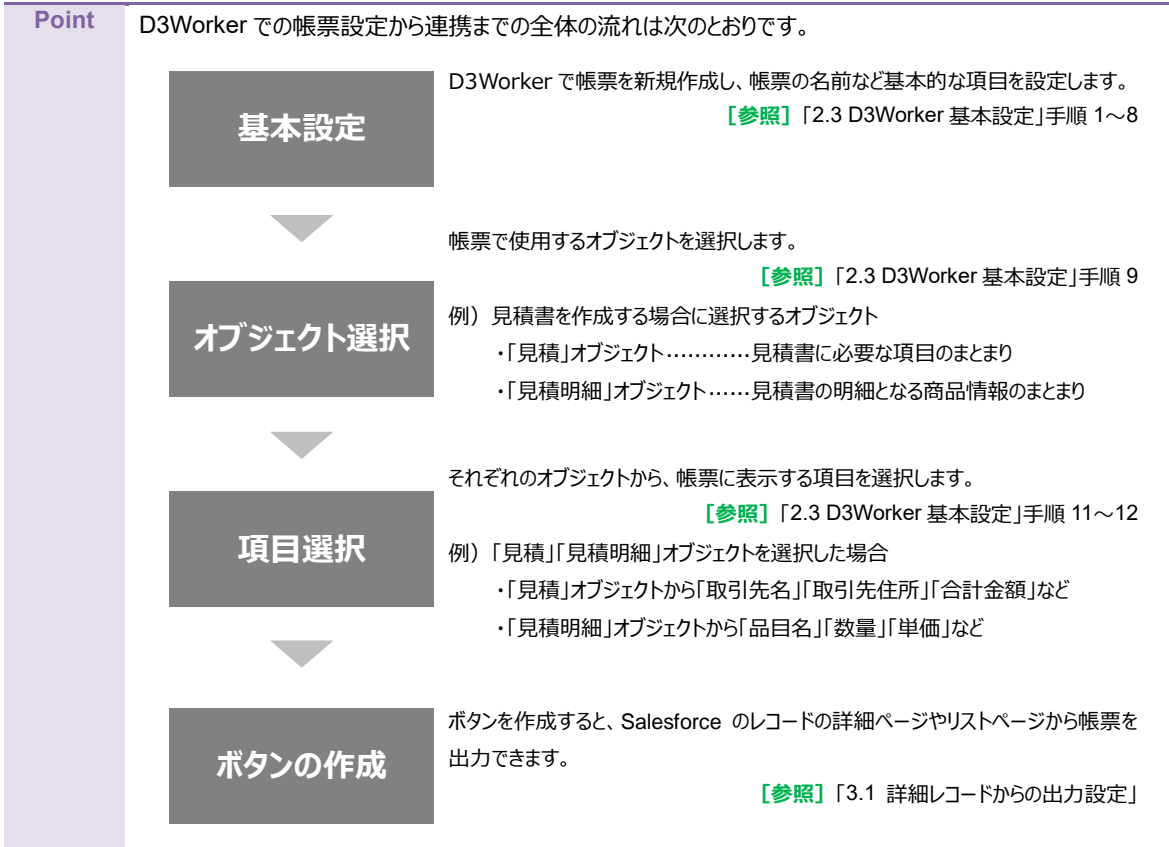 Point
D3Worker での帳票設定から連携までの全体の流れは次のとおりです。
基本設定
D3Worker で帳票を新規作成し、帳票の名前など基本的な項目を設定します。
［参照］「2.3 D3Worker 基本設定」手順 1～8
オブジェクト選択
帳票で使用するオブジェクトを選択します。
［参照］「2.3 D3Worker 基本設定」手順 9
例）見積書を作成する場合に選択するオブジェクト
・「見積」オブジェクト…………見積書に必要な項目のまとまり
・「見積明細」オブジェクト……見積書の明細となる商品情報のまとまり
項目選択
それぞれのオブジェクトから、帳票に表示する項目を選択します。
［参照］「2.3 D3Worker 基本設定」手順 11～12
例）「見積」「見積明細」オブジェクトを選択した場合
・「見積」オブジェクトから「取引先名」「取引先住所」「合計金額」など
・「見積明細」オブジェクトから「品目名」「数量」「単価」など
ボタンの作成
ボタンを作成すると、Salesforce のレコードの詳細ページやリストページから帳票を
出力できます。
［参照］「3.1 詳細レコードからの出力設定」